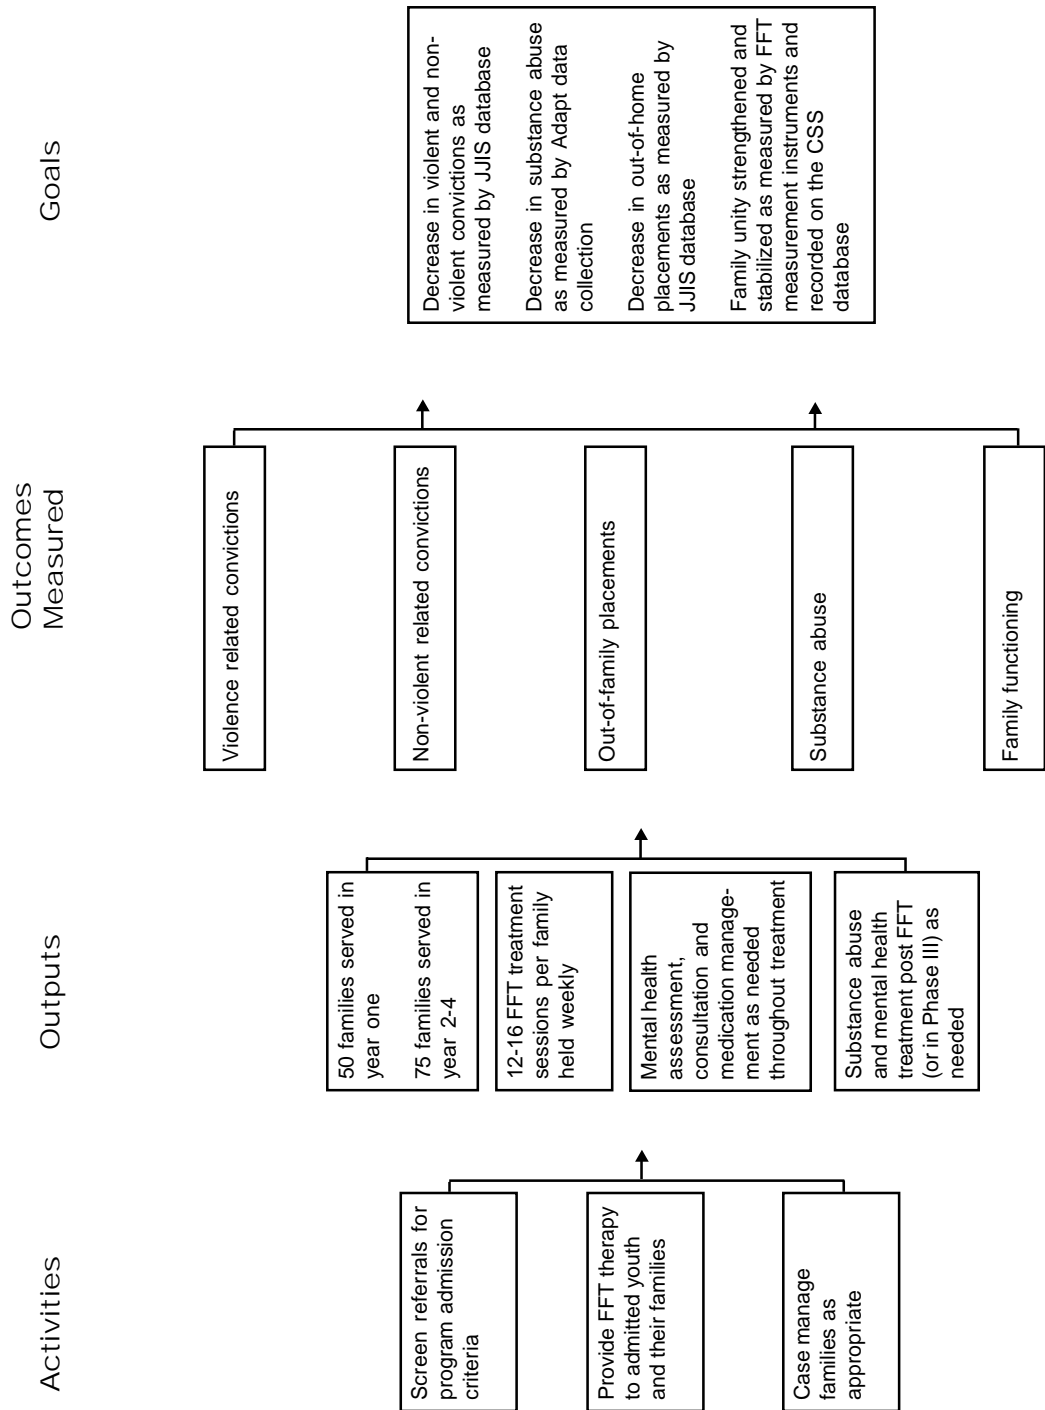 Activities
Screen referrals for
program admission
criteria
Provide FFT therapy
to admitted youth
and their families
Case manage
families as
appropriate
Outputs
50 families served in
year one
75 families served in
year 2-4
12-16 FFT treatment
sessions per family
held weekly
Mental health
assessment,
consultation and
medication manage-
ment as needed
throughout treatment
Substance abuse
and mental health
treatment post FFT
(or in Phase III) as
needed
Outcomes
Measured
Violence related convictions
Non-violent related convictions
Out-of-family placements
Substance abuse
Family functioning
Goals
Decrease in violent and non-
violent convictions as
measured by JJIS database
Decrease in substance abuse
as measured by Adapt data
collection
Decrease in out-of-home
placements as measured by
JJIS database
Family unity strengthened and
stabilized as measured by FFT
measurement instruments and
recorded on the CSS
database